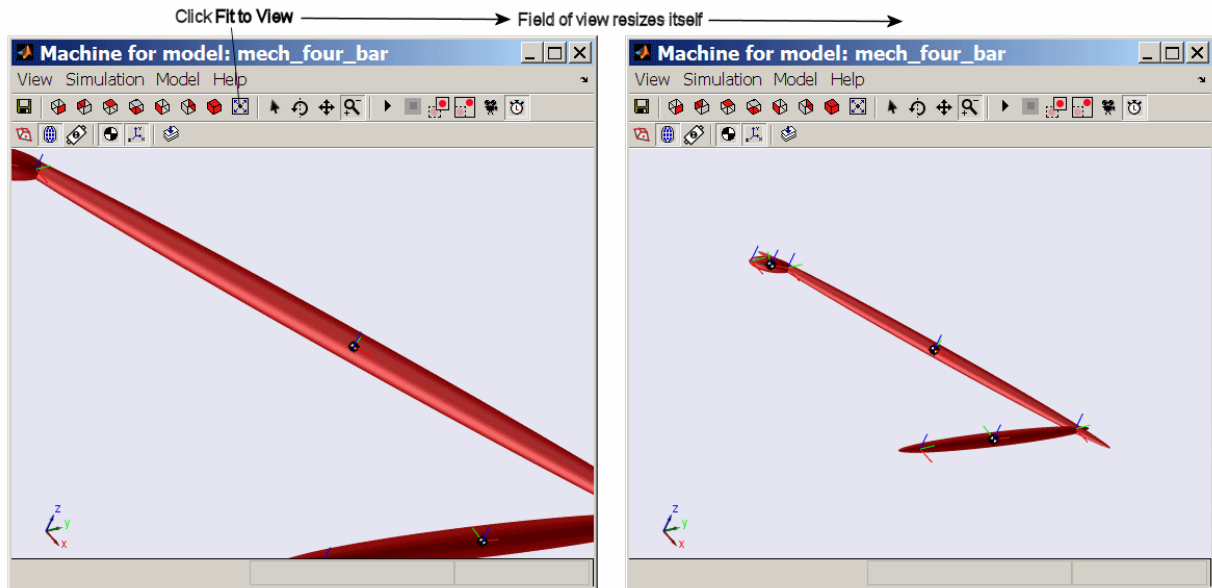 Click Fit to View
Field of view resizes itself
Machine for model: mech_four_bar
View Simulation Model Help
z
y
x
Machine for model: mech_four_bar
View Simulation Model Help
z
y
x